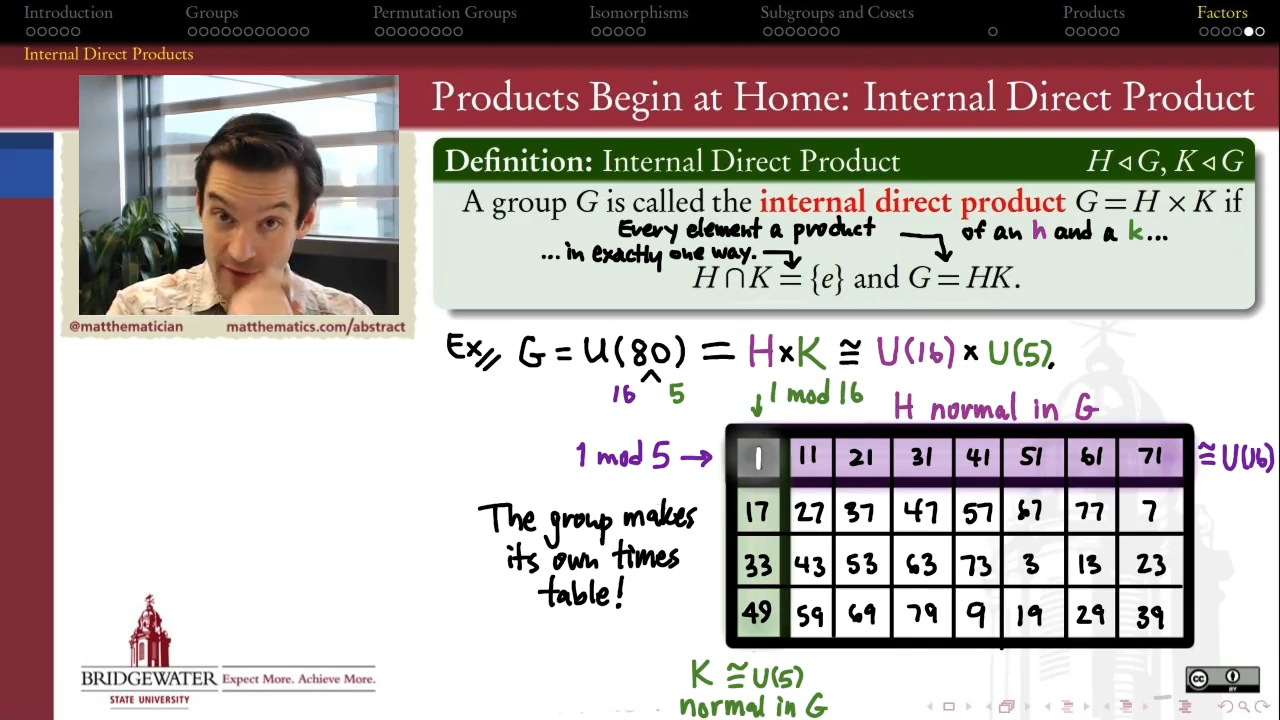 Introduction Groups Permutation Groups Isomorphisms Subgroups and Cosets Products Factors
Internal Direct Products
Products Begin at Home: Internal Direct Product
Definition: Internal Direct Product H ◁ G, K ◁ G
A group G is called the internal direct product G = H × K if
Every element a product → of an h and a k...
...in exactly one way. →
H ∩ K = {e} and G = HK.
@matthematician matthematics.com/abstract
Ex// G = U(80) = H×K ≅ U(16) × U(5).
16 5
↓ 1 mod 16
H normal in G
1 mod 5 →
1 11 21 31 41 51 61 71
≅U(16)
17 27 37 47 57 67 77 7
33 43 53 63 73 3 13 23
49 59 69 79 9 19 29 39
The group makes
its own times
table!
K ≅ U(5)
normal in G
BRIDGEWATER
STATE UNIVERSITY
Expect More. Achieve More.
cc BY